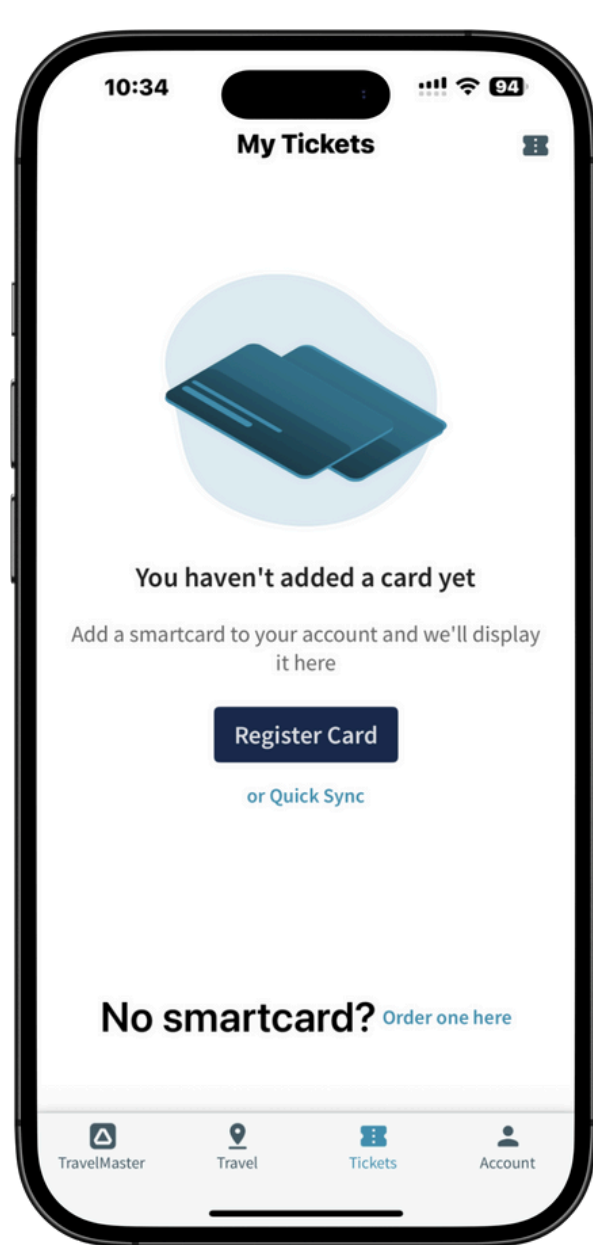 10:34
94
My Tickets
You haven't added a card yet
Add a smartcard to your account and we'll display
it here
Register Card
or Quick Sync
No smartcard? Order one here
TravelMaster Travel Tickets Account